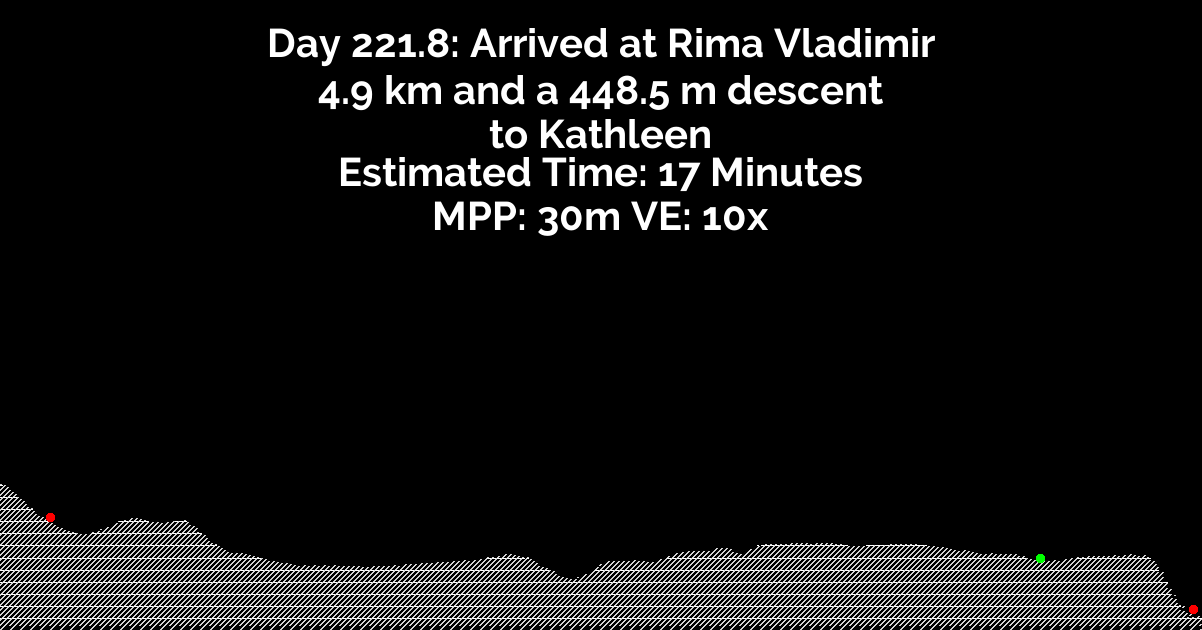 Day 221.8: Arrived at Rima Vladimir
4.9 km and a 448.5 m descent
to Kathleen
Estimated Time: 17 Minutes
MPP: 30m VE: 10x